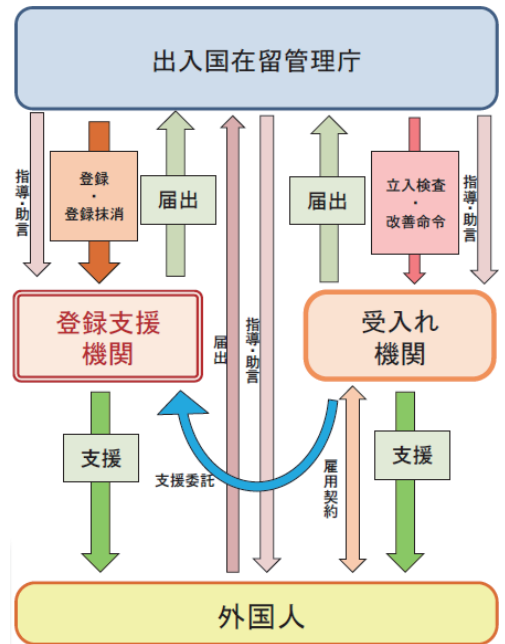 出入国在留管理庁
指導・助言
登録
・
登録抹消
届出
届出
立入検査
・
改善命令
指導・助言
登録支援
機関
届出
指導・助言
受入れ
機関
支援
支援委託
雇用契約
支援
外国人